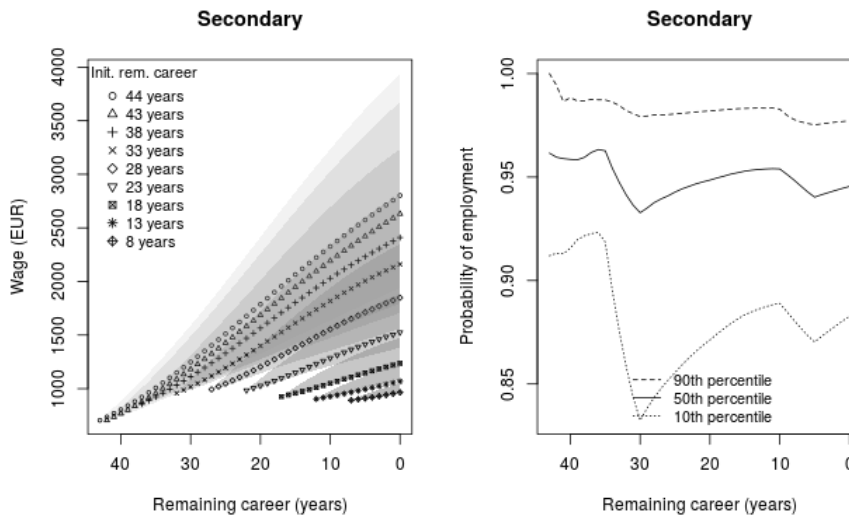 Secondary
Wage (EUR)
4000
3500
3000
2500
2000
1500
1000
Init. rem. career
44 years
43 years
38 years
33 years
28 years
23 years
18 years
13 years
8 years
40 30 20 10 0
Remaining career (years)
Secondary
Probability of employment
1.00
0.95
0.90
0.85
90th percentile
50th percentile
10th percentile
40 30 20 10 0
Remaining career (years)